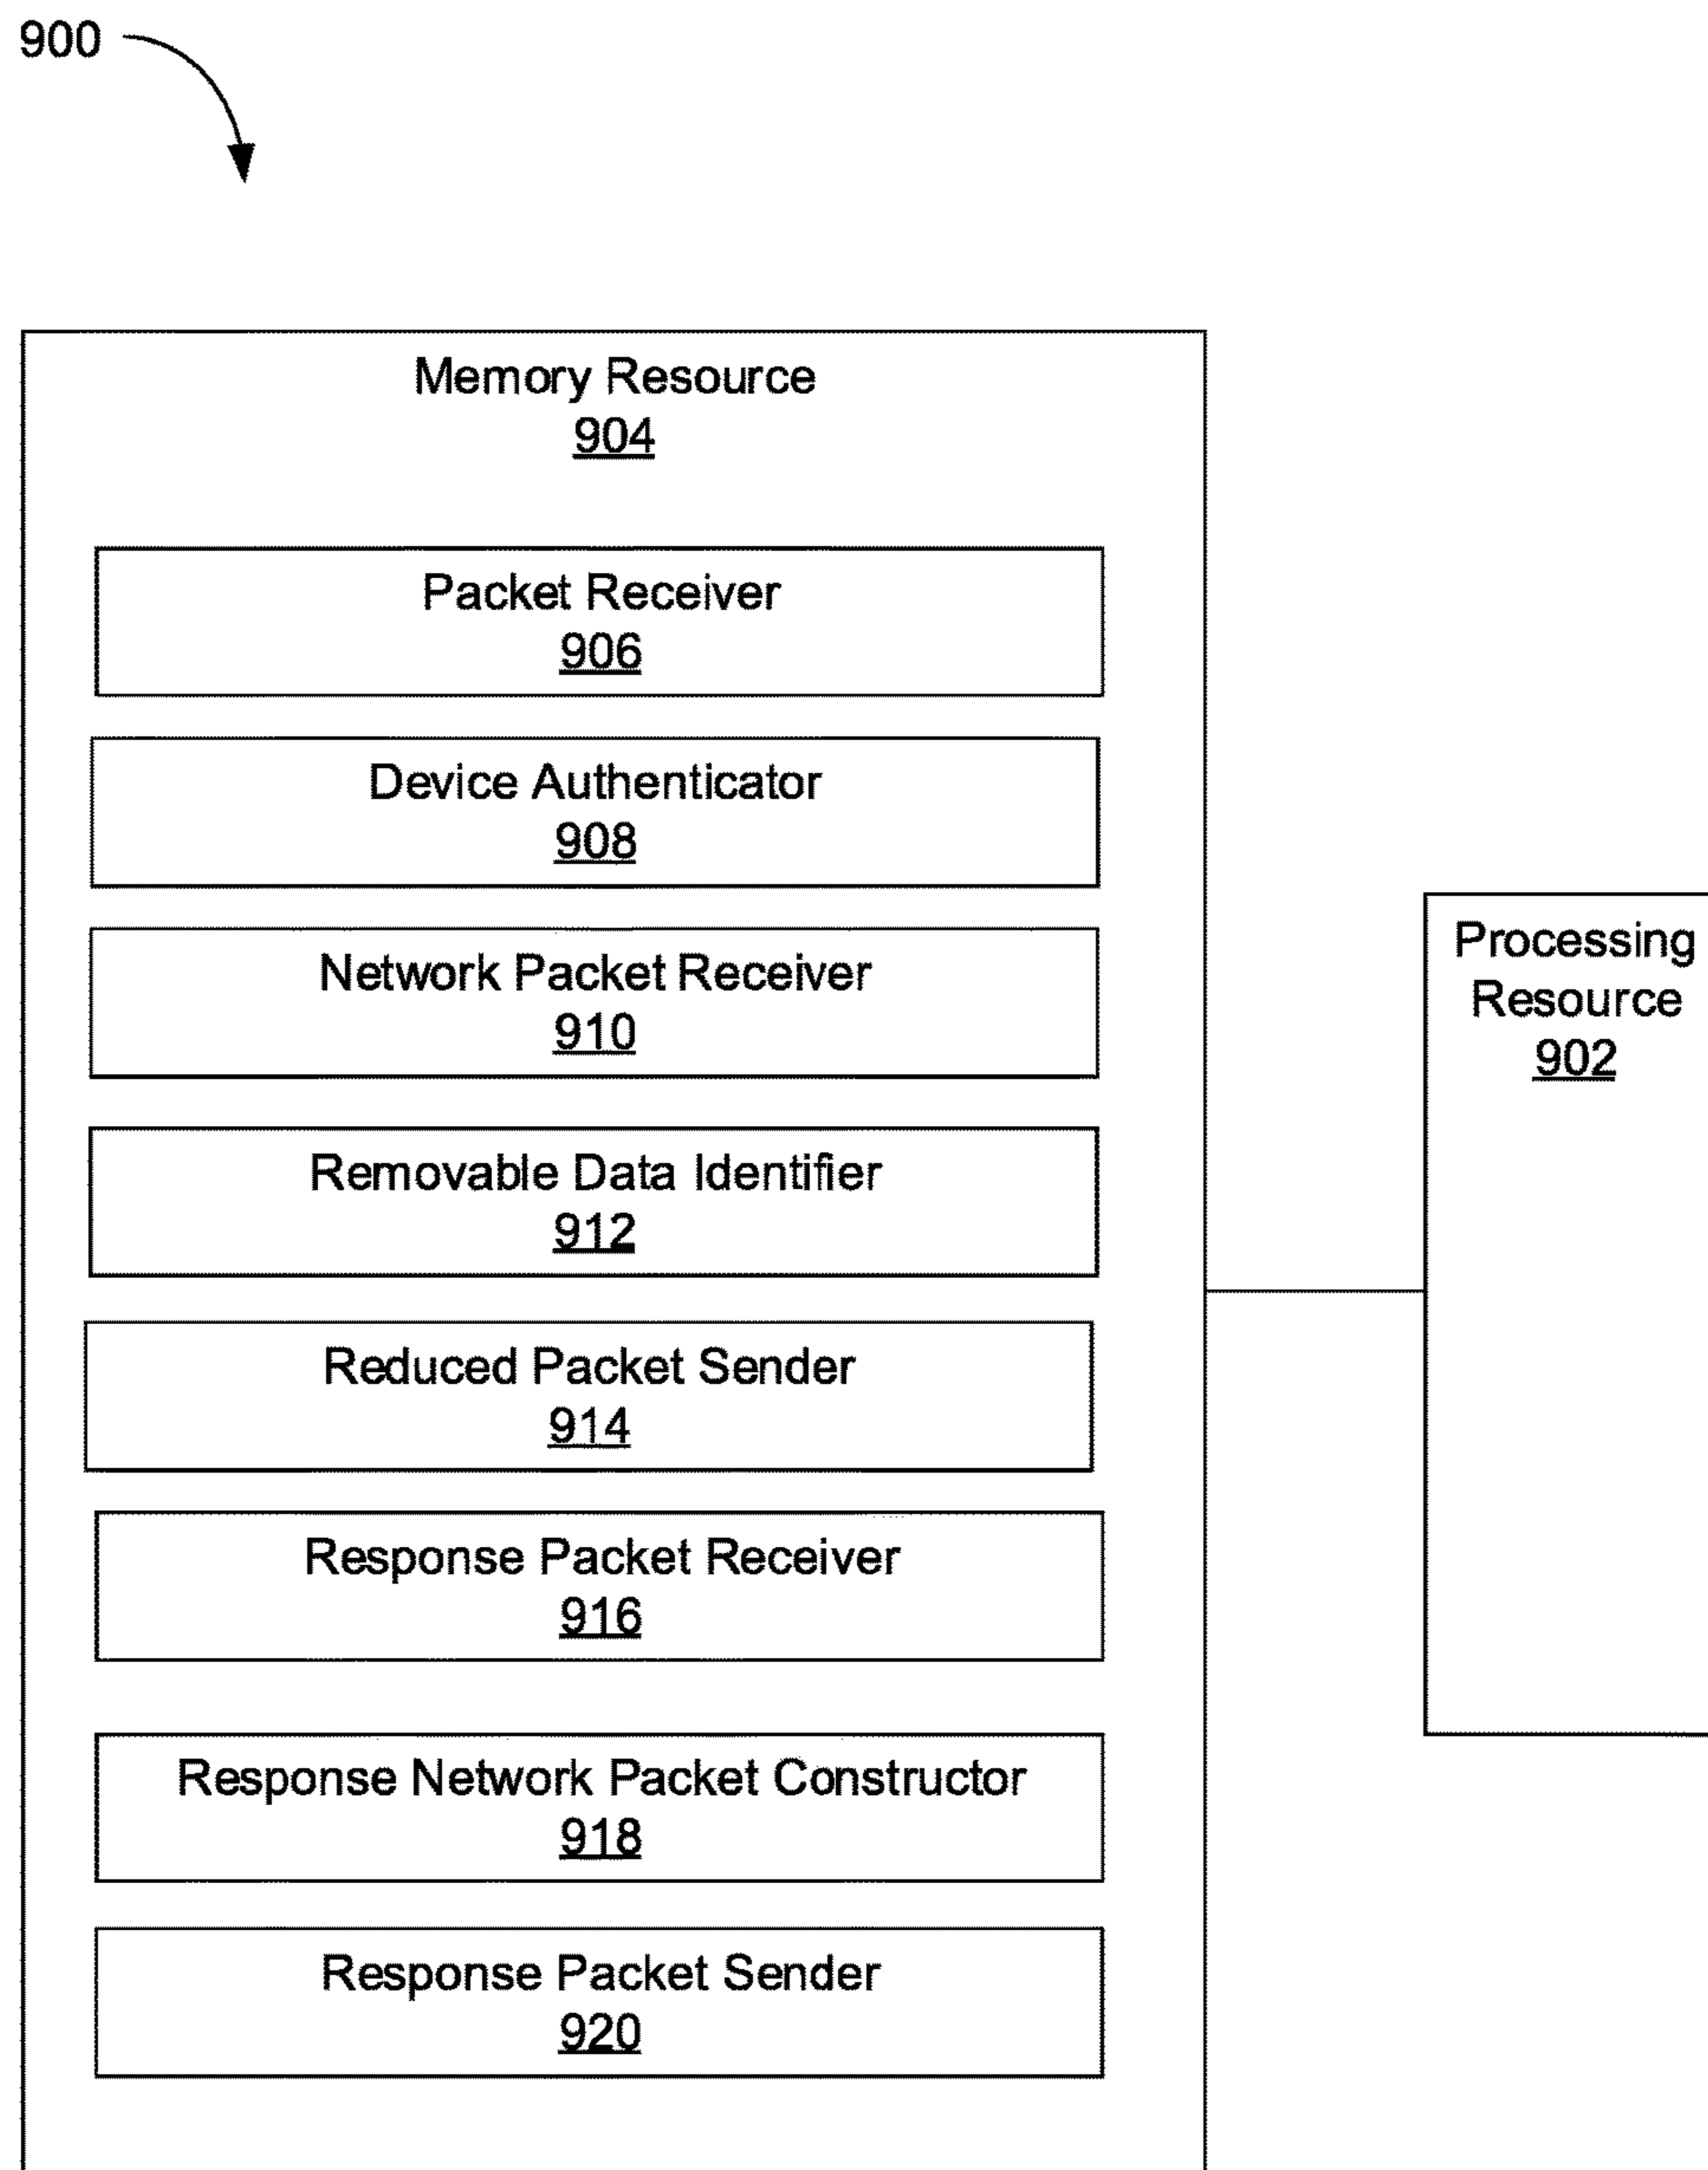 900
Memory Resource
904
Packet Receiver
906
Device Authenticator
908
Network Packet Receiver
910
Removable Data Identifier
912
Reduced Packet Sender
914
Response Packet Receiver
916
Response Network Packet Constructor
918
Response Packet Sender
920
Processing
Resource
902